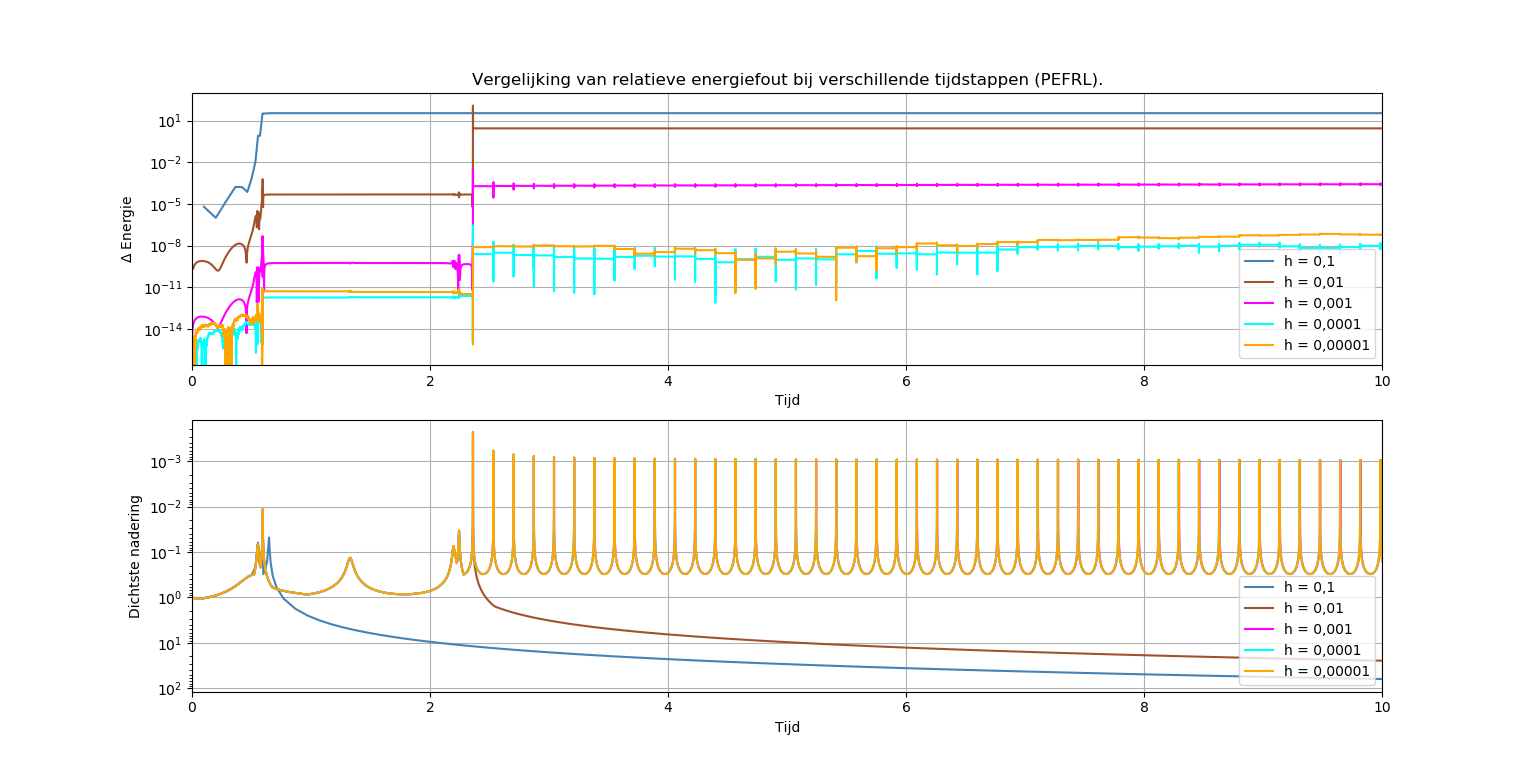 Vergelijking van relatieve energiefout bij verschillende tijdstappen (PEFRL).
Δ Energie
10^1
10^-2
10^-5
10^-8
10^-11
10^-14
h = 0,1
h = 0,01
h = 0,001
h = 0,0001
h = 0,00001
0 2 4 6 8 10
Tijd
Dichtste nadering
10^-3
10^-2
10^-1
10^0
10^1
10^2
h = 0,1
h = 0,01
h = 0,001
h = 0,0001
h = 0,00001
0 2 4 6 8 10
Tijd